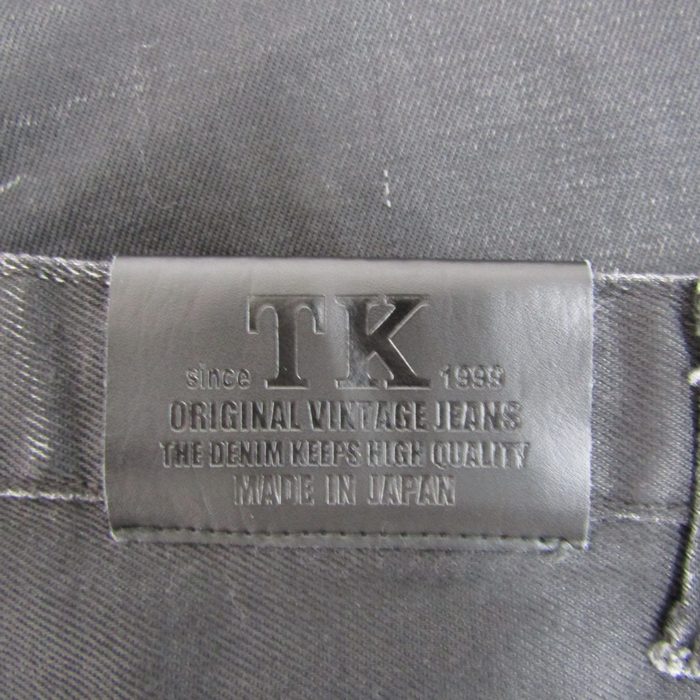 since TK 1999
ORIGINAL VINTAGE JEANS
THE DENIM KEEPS HIGH QUALITY
MADE IN JAPAN